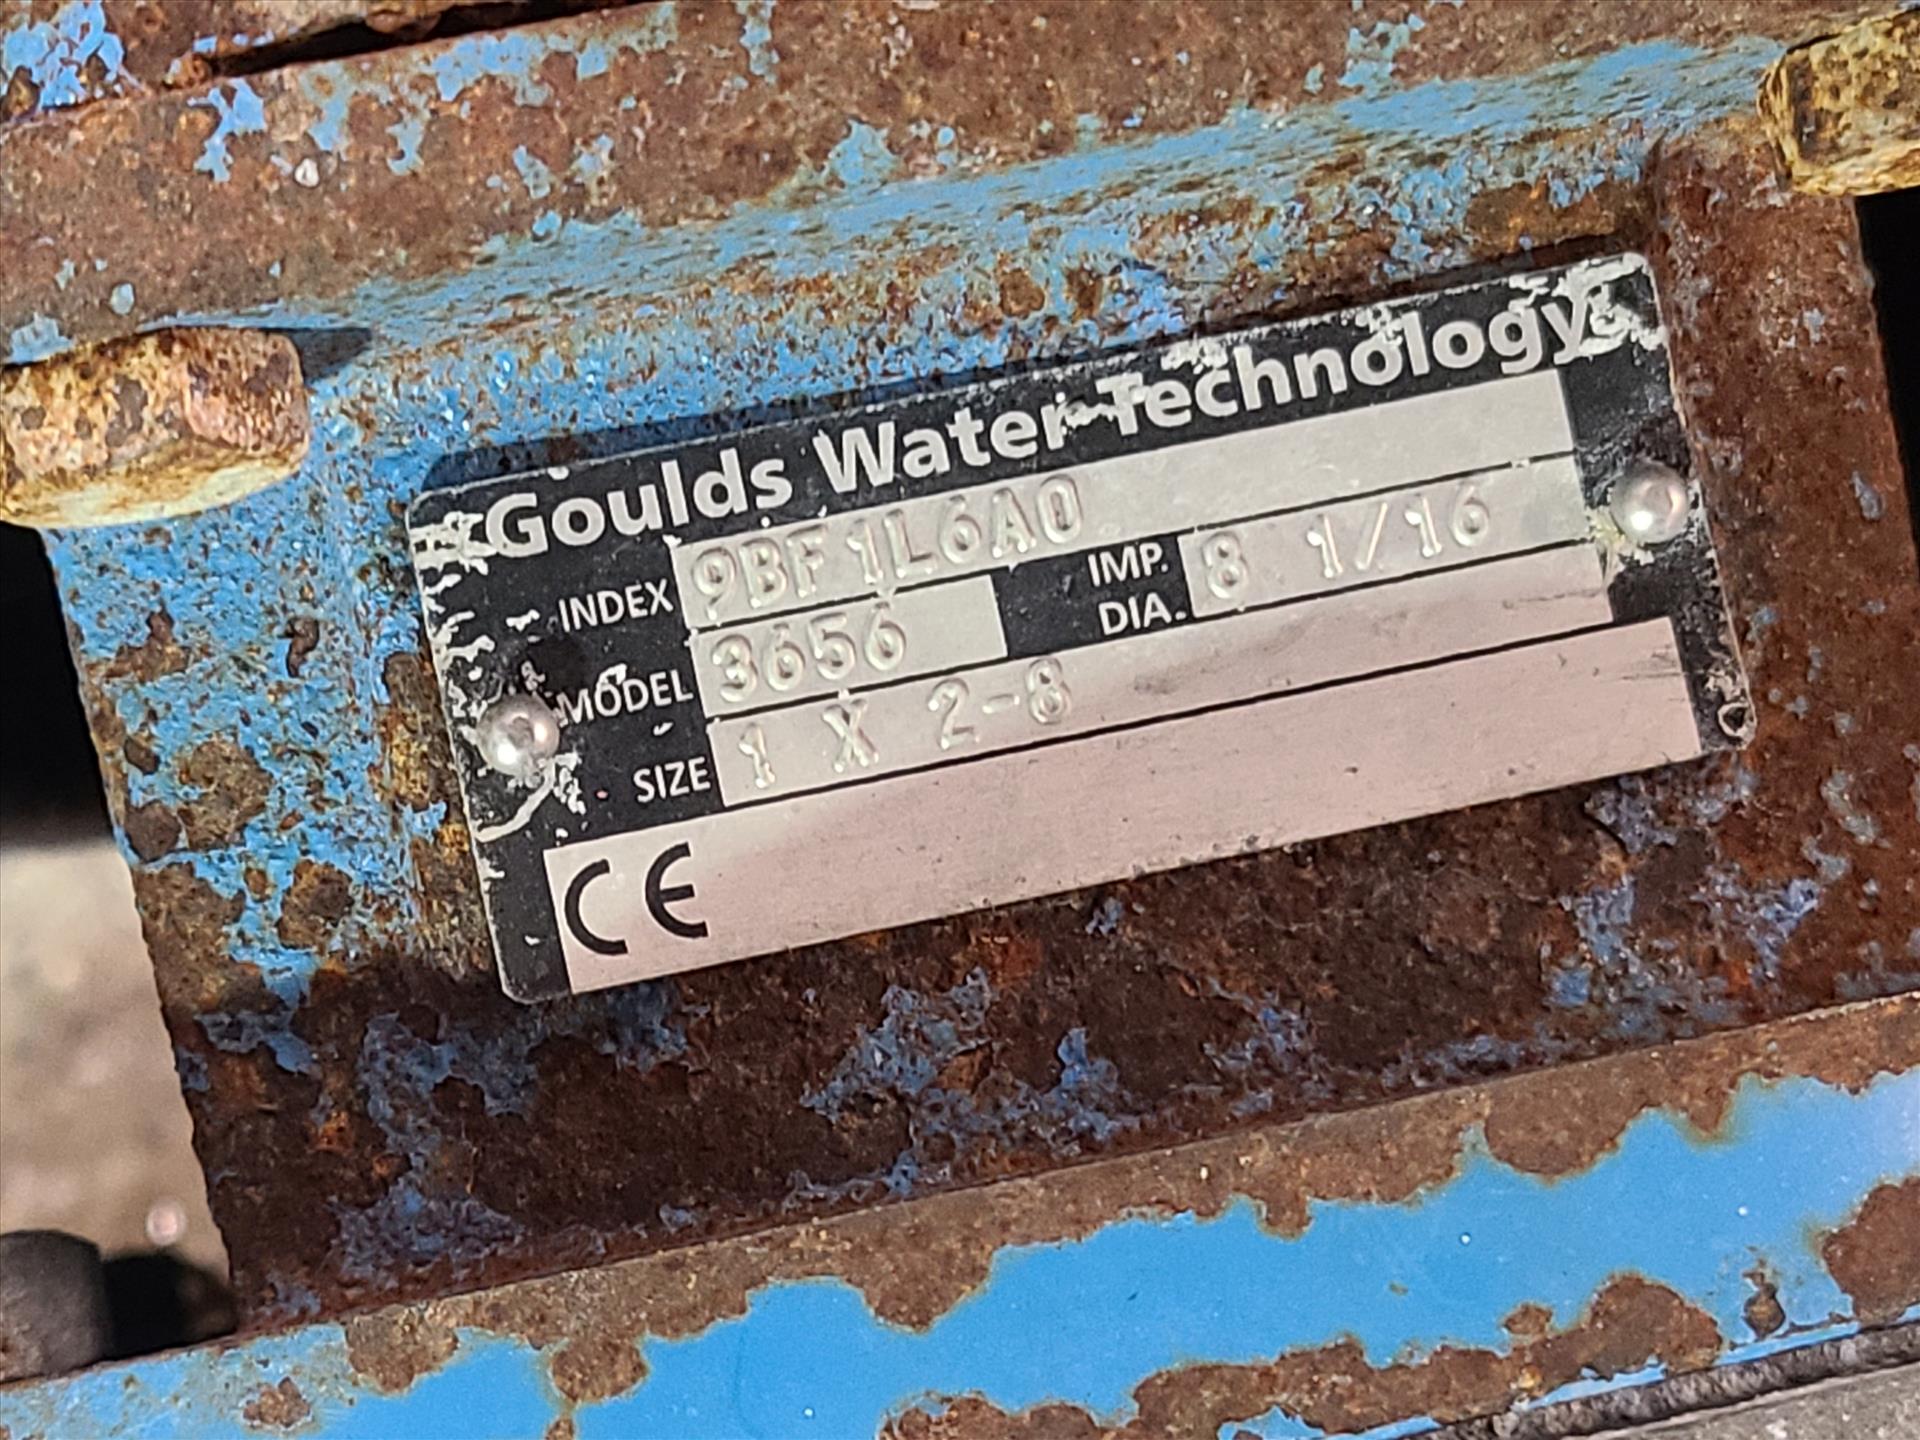 Goulds Water Technology
INDEX 9BF1L6A0
MODEL 3656 IMP. DIA. 8 1/16
SIZE 1 X 2-8
CE